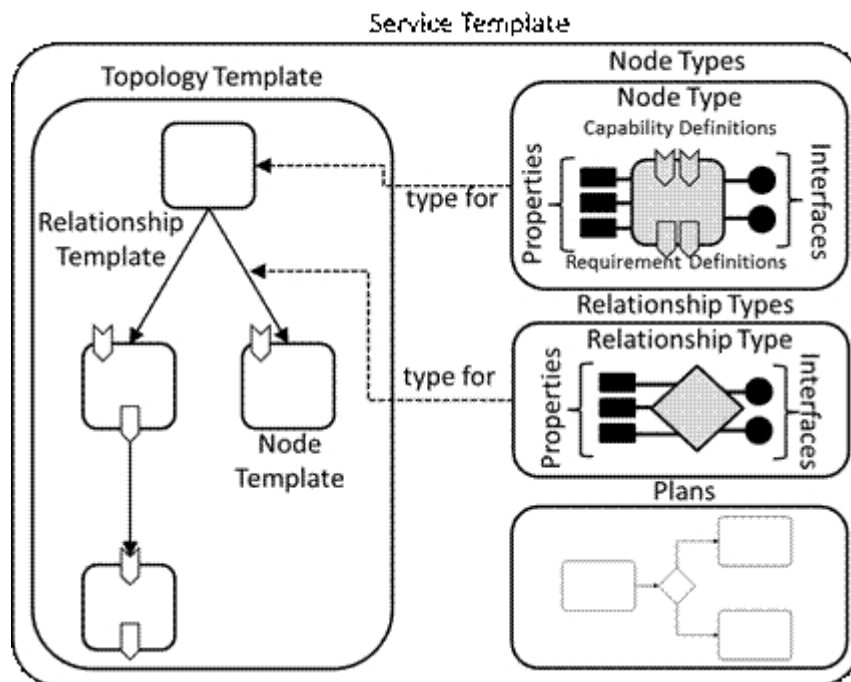 Service Template
Topology Template
Relationship
Template
Node
Template
type for
type for
Node Types
Node Type
Capability Definitions
Properties
Interfaces
Requirement Definitions
Relationship Types
Relationship Type
Properties
Interfaces
Plans